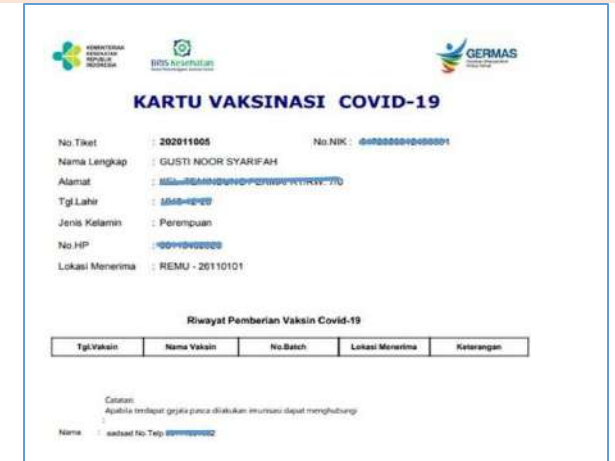 KEMENTERIAN
KESEHATAN
REPUBLIK
INDONESIA
BPJS Kesehatan
GERMAS
KARTU VAKSINASI COVID-19
No.Tiket : 202011005 No.NIK :
Nama Lengkap : GUSTI NOOR SYARIFAH
Alamat :
Tgl.Lahir :
Jenis Kelamin : Perempuan
No.HP :
Lokasi Menerima : REMU - 26110101
Riwayat Pemberian Vaksin Covid-19
Tgl.Vaksin Nama Vaksin No.Batch Lokasi Menerima Keterangan
Catatan:
Apabila terdapat gejala pasca dilakukan imunisasi dapat menghubungi
:
Nama : sadsad No.Telp